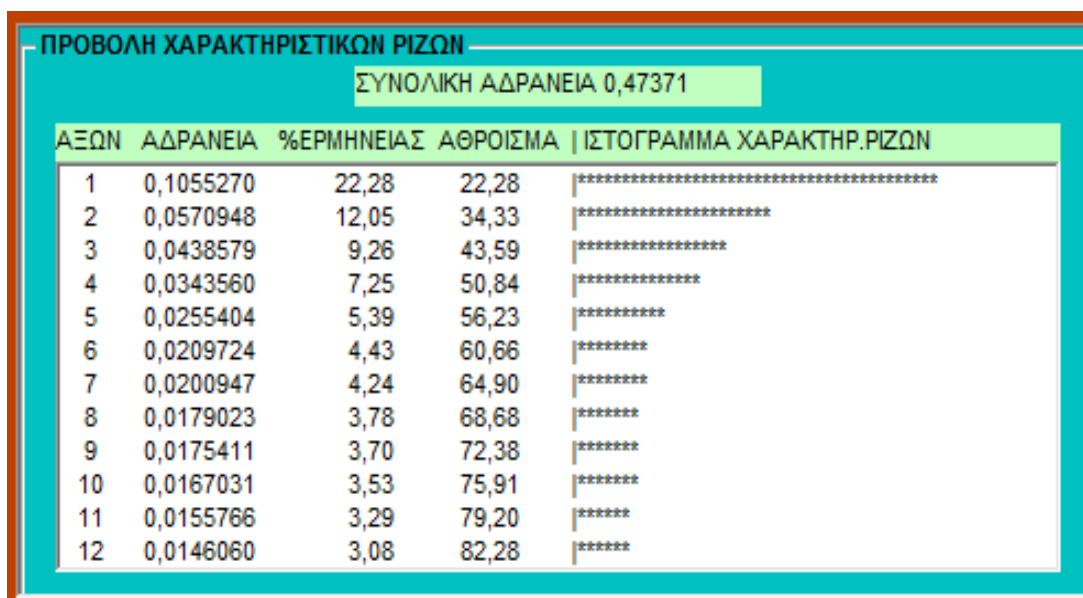 ΠΡΟΒΟΛΗ ΧΑΡΑΚΤΗΡΙΣΤΙΚΩΝ ΡΙΖΩΝ
ΣΥΝΟΛΙΚΗ ΑΔΡΑΝΕΙΑ 0,47371
ΑΞΩΝ ΑΔΡΑΝΕΙΑ %ΕΡΜΗΝΕΙΑΣ ΑΘΡΟΙΣΜΑ | ΙΣΤΟΓΡΑΜΜΑ ΧΑΡΑΚΤΗΡ.ΡΙΖΩΝ
1 0,1055270 22,28 22,28 |*****************************************
2 0,0570948 12,05 34,33 |**********************
3 0,0438579 9,26 43,59 |*****************
4 0,0343560 7,25 50,84 |**************
5 0,0255404 5,39 56,23 |**********
6 0,0209724 4,43 60,66 |********
7 0,0200947 4,24 64,90 |********
8 0,0179023 3,78 68,68 |*******
9 0,0175411 3,70 72,38 |*******
10 0,0167031 3,53 75,91 |*******
11 0,0155766 3,29 79,20 |******
12 0,0146060 3,08 82,28 |******